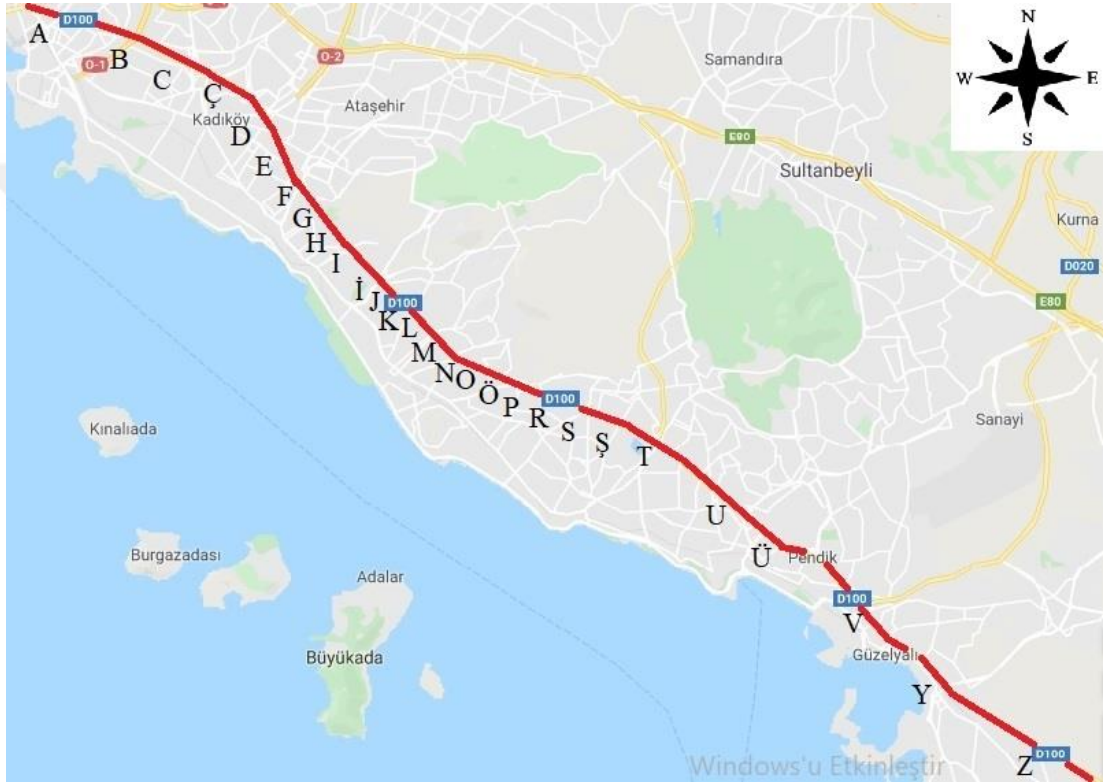 N
W E
S
A
D100
O-1
B
C
Ç
Kadıköy
O-2
Ataşehir
Samandıra
E80
Sultanbeyli
Kurna
D020
E80
D
E
F
G
H
I
İ
J
D100
K
L
M
N
O
Ö
P
R
D100
S
Ş
T
Sanayi
Kınalıada
Burgazadası
Adalar
Büyükada
U
Ü
Pendik
D100
V
Güzelyalı
Y
Z
D100
Windows'u Etkinleştir